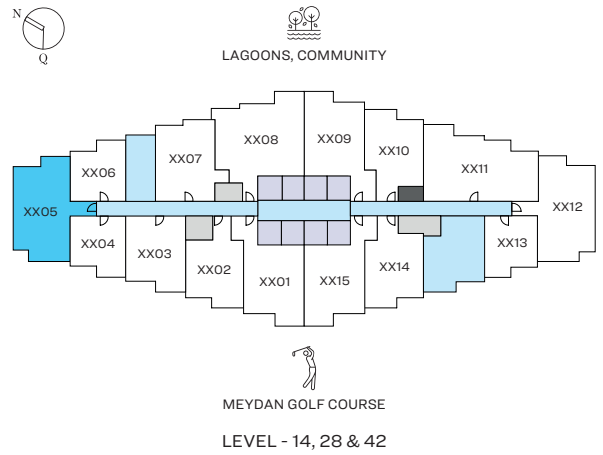 N
Q
LAGOONS, COMMUNITY
XX08
XX09
XX07
XX10
XX06
XX11
XX05
XX12
XX04
XX03
XX13
XX02
XX14
XX01
XX15
MEYDAN GOLF COURSE
LEVEL - 14, 28 & 42